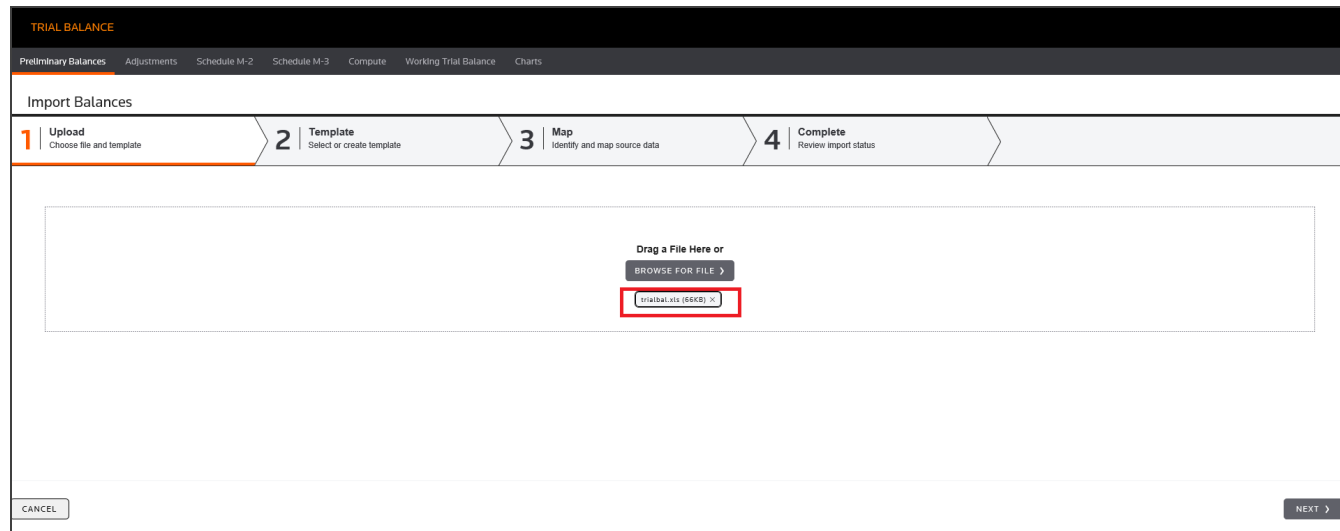 TRIAL BALANCE
Preliminary Balances Adjustments Schedule M-2 Schedule M-3 Compute Working Trial Balance Charts
Import Balances
1 Upload
Choose file and template
2 Template
Select or create template
3 Map
Identify and map source data
4 Complete
Review import status
Drag a File Here or
BROWSE FOR FILE ❯
trialbal.xls (66KB) ×
CANCEL
NEXT ❯